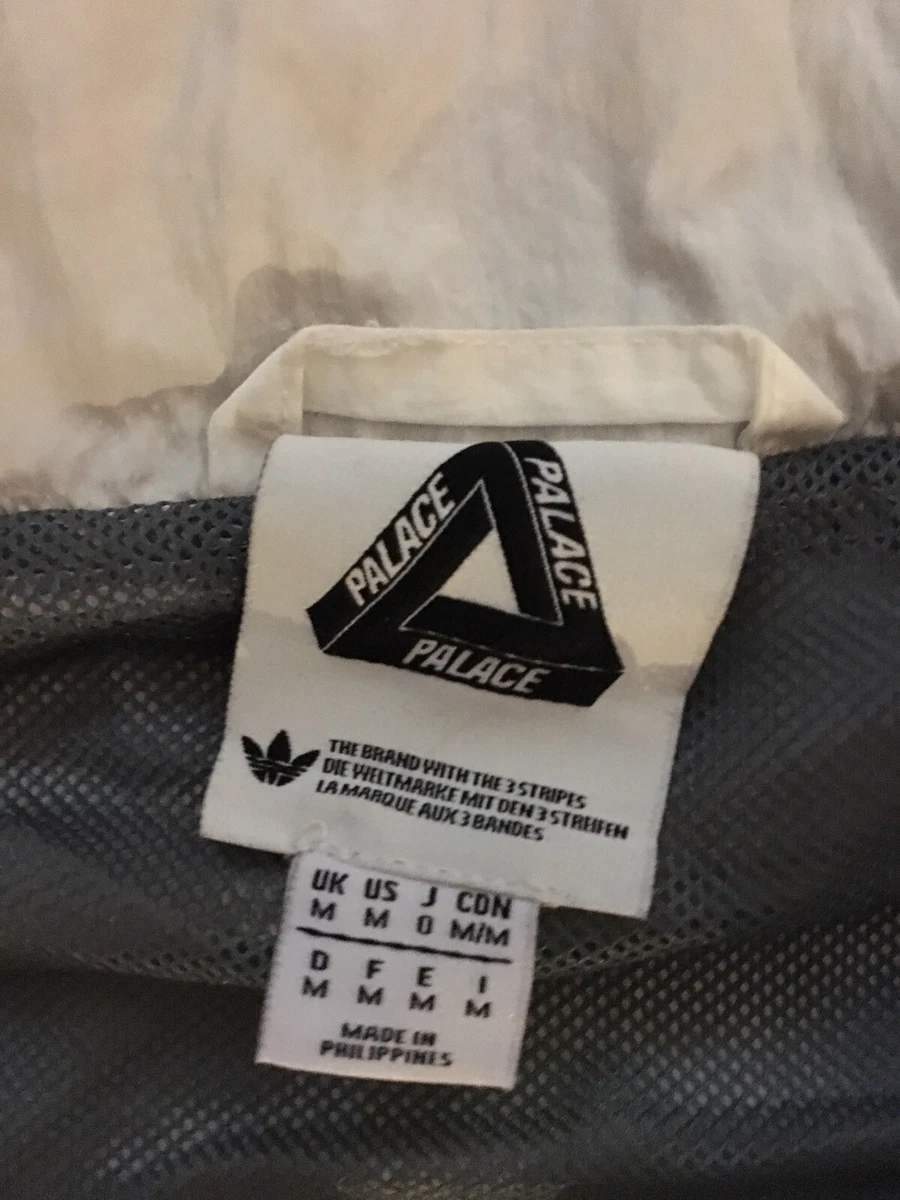 PALACE
PALACE
PALACE
THE BRAND WITH THE 3 STRIPES
DIE WELTMARKE MIT DEN 3 STREIFEN
LA MARQUE AUX 3 BANDES
UK US J CDN
M M O M/M
D F E I
M M M M
MADE IN
PHILIPPINES